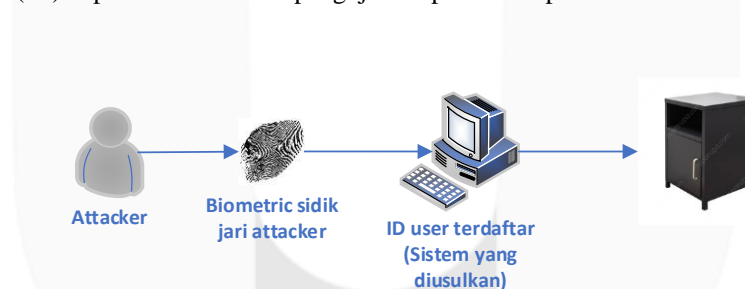 Attacker
Biometric sidik
jari attacker
ID user terdaftar
(Sistem yang
diusulkan)